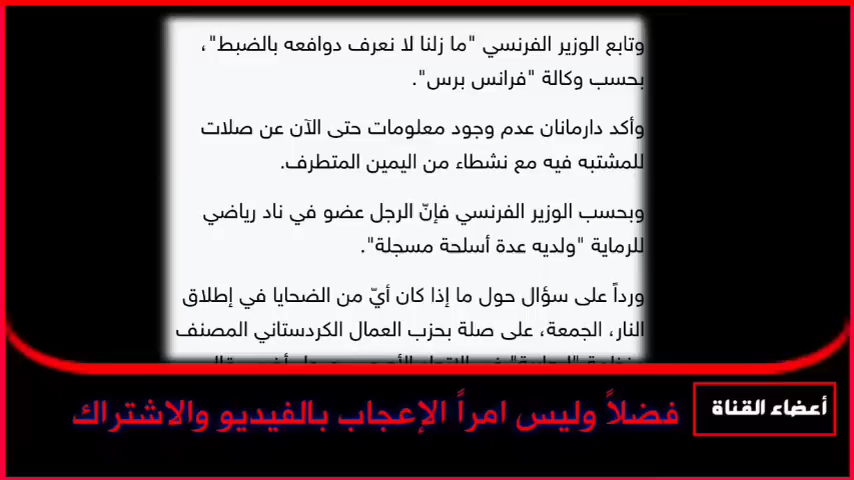 وتابع الوزير الفرنسي "ما زلنا لا نعرف دوافعه بالضبط"،
بحسب وكالة "فرانس برس".
وأكد دارمانان عدم وجود معلومات حتى الآن عن صلات
للمشتبه فيه مع نشطاء من اليمين المتطرف.
وبحسب الوزير الفرنسي فإنّ الرجل عضو في ناد رياضي
للرماية "ولديه عدة أسلحة مسجلة".
ورداً على سؤال حول ما إذا كان أيّ من الضحايا في إطلاق
النار، الجمعة، على صلة بحزب العمال الكردستاني المصنف
أعضاء القناة
فضلاً وليس امراً الإعجاب بالفيديو والاشتراك